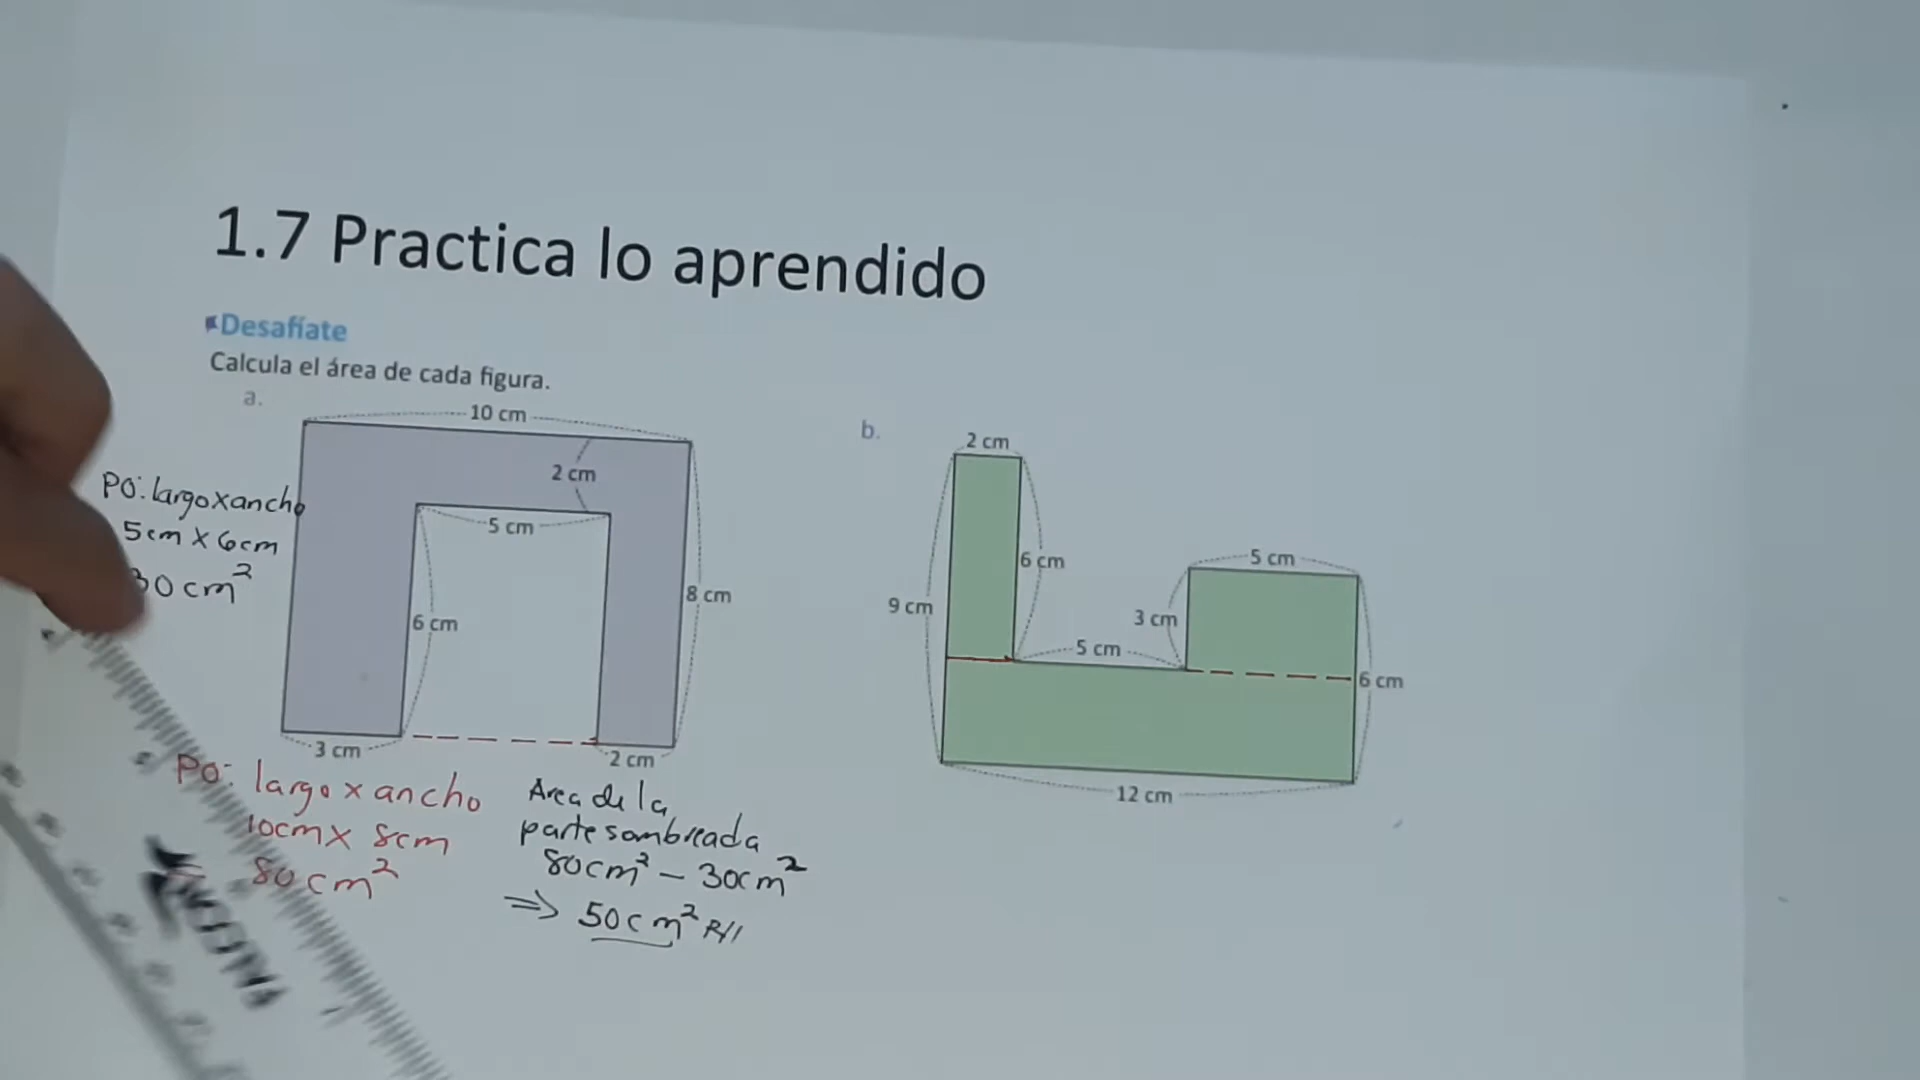 1.7 Practica lo aprendido
Desafíate
Calcula el área de cada figura.
a.
10 cm
2 cm
5 cm
6 cm
8 cm
3 cm
2 cm
PO: largo x ancho
5cm x 6cm
30 cm²
PO: largo x ancho
10cm x 8cm
80 cm²
Area de la
parte sombreada
80cm² - 30cm²
=> 50cm² R//
b.
2 cm
6 cm
9 cm
5 cm
3 cm
5 cm
6 cm
12 cm